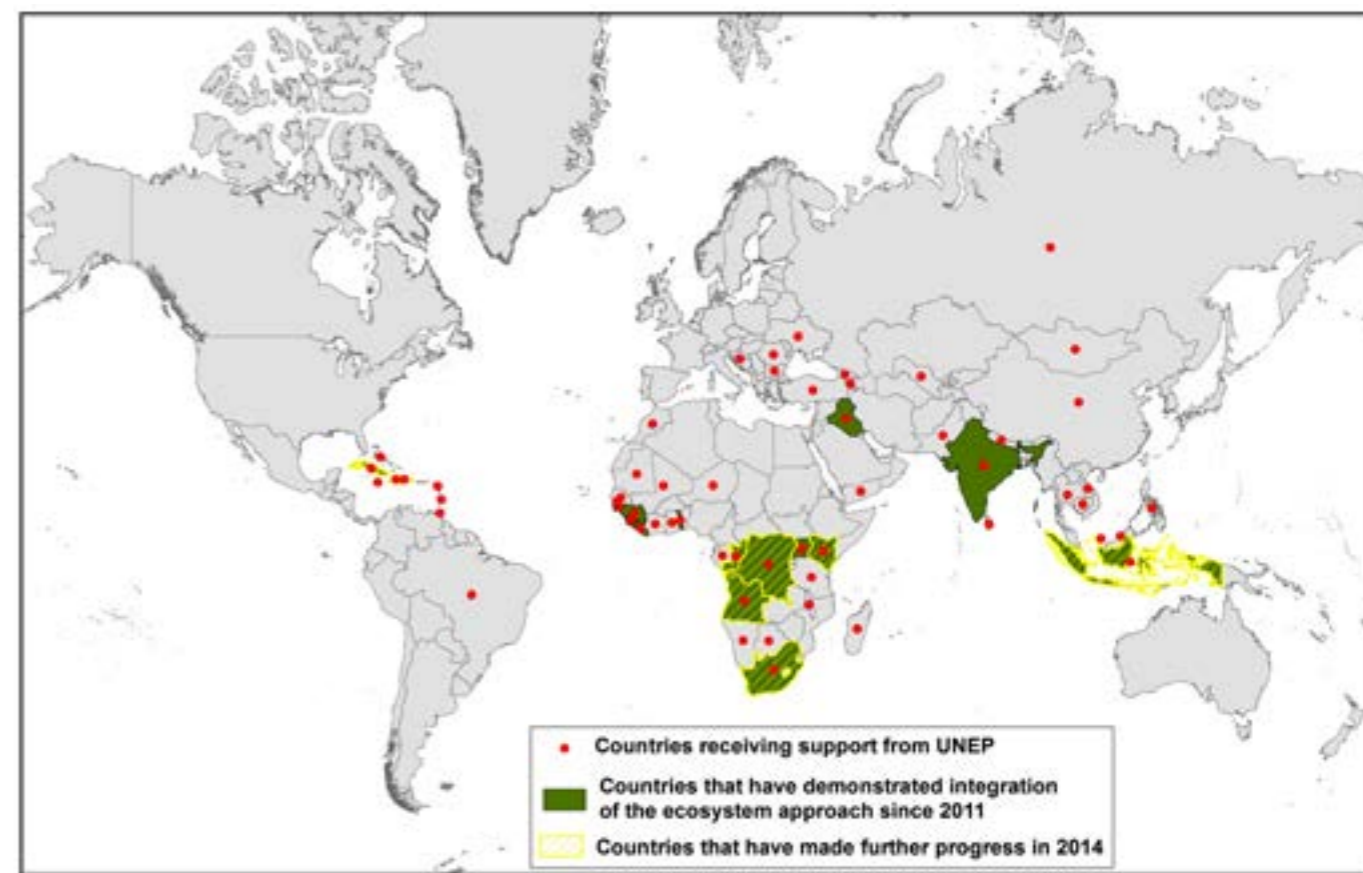 Countries receiving support from UNEP
Countries that have demonstrated integration
of the ecosystem approach since 2011
Countries that have made further progress in 2014